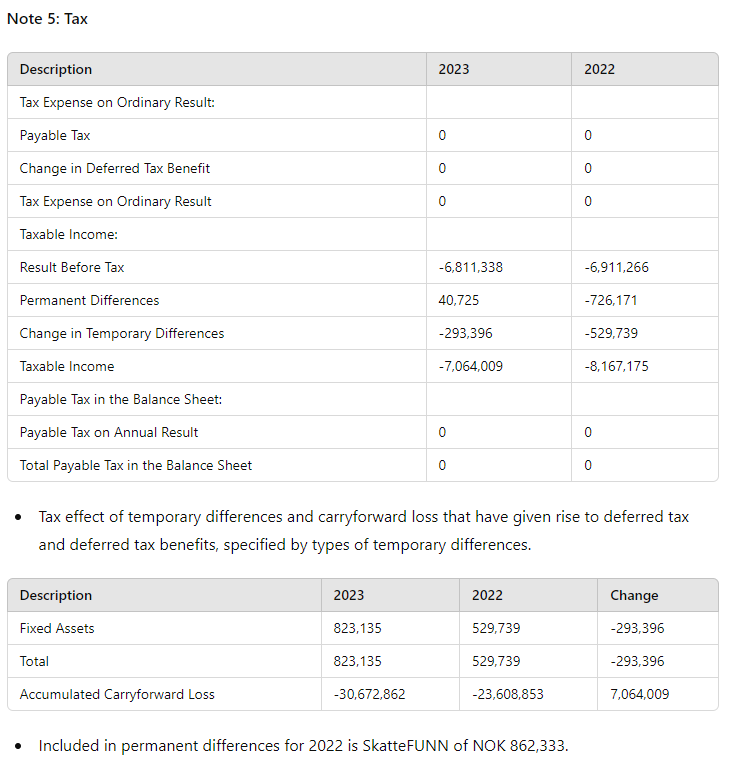 Note 5: Tax
Description 2023 2022
Tax Expense on Ordinary Result:
Payable Tax 0 0
Change in Deferred Tax Benefit 0 0
Tax Expense on Ordinary Result 0 0
Taxable Income:
Result Before Tax -6,811,338 -6,911,266
Permanent Differences 40,725 -726,171
Change in Temporary Differences -293,396 -529,739
Taxable Income -7,064,009 -8,167,175
Payable Tax in the Balance Sheet:
Payable Tax on Annual Result 0 0
Total Payable Tax in the Balance Sheet 0 0
• Tax effect of temporary differences and carryforward loss that have given rise to deferred tax
and deferred tax benefits, specified by types of temporary differences.
Description 2023 2022 Change
Fixed Assets 823,135 529,739 -293,396
Total 823,135 529,739 -293,396
Accumulated Carryforward Loss -30,672,862 -23,608,853 7,064,009
• Included in permanent differences for 2022 is SkatteFUNN of NOK 862,333.